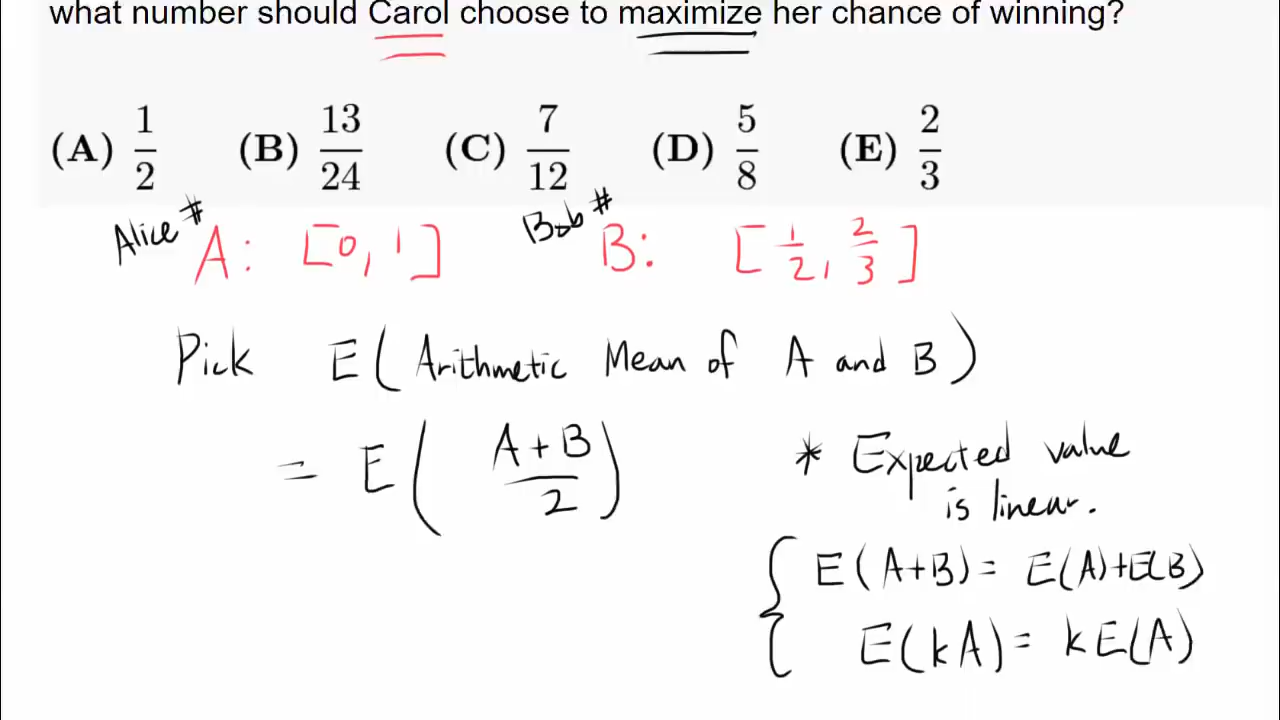 what number should Carol choose to maximize her chance of winning?
(A) 1/2 (B) 13/24 (C) 7/12 (D) 5/8 (E) 2/3
Alice # A: [0, 1] Bob # B: [1/2, 2/3]
Pick E(Arithmetic Mean of A and B)
= E(A+B/2)
* Expected value
is linear.
E(A+B) = E(A)+E(B)
E(kA) = kE(A)